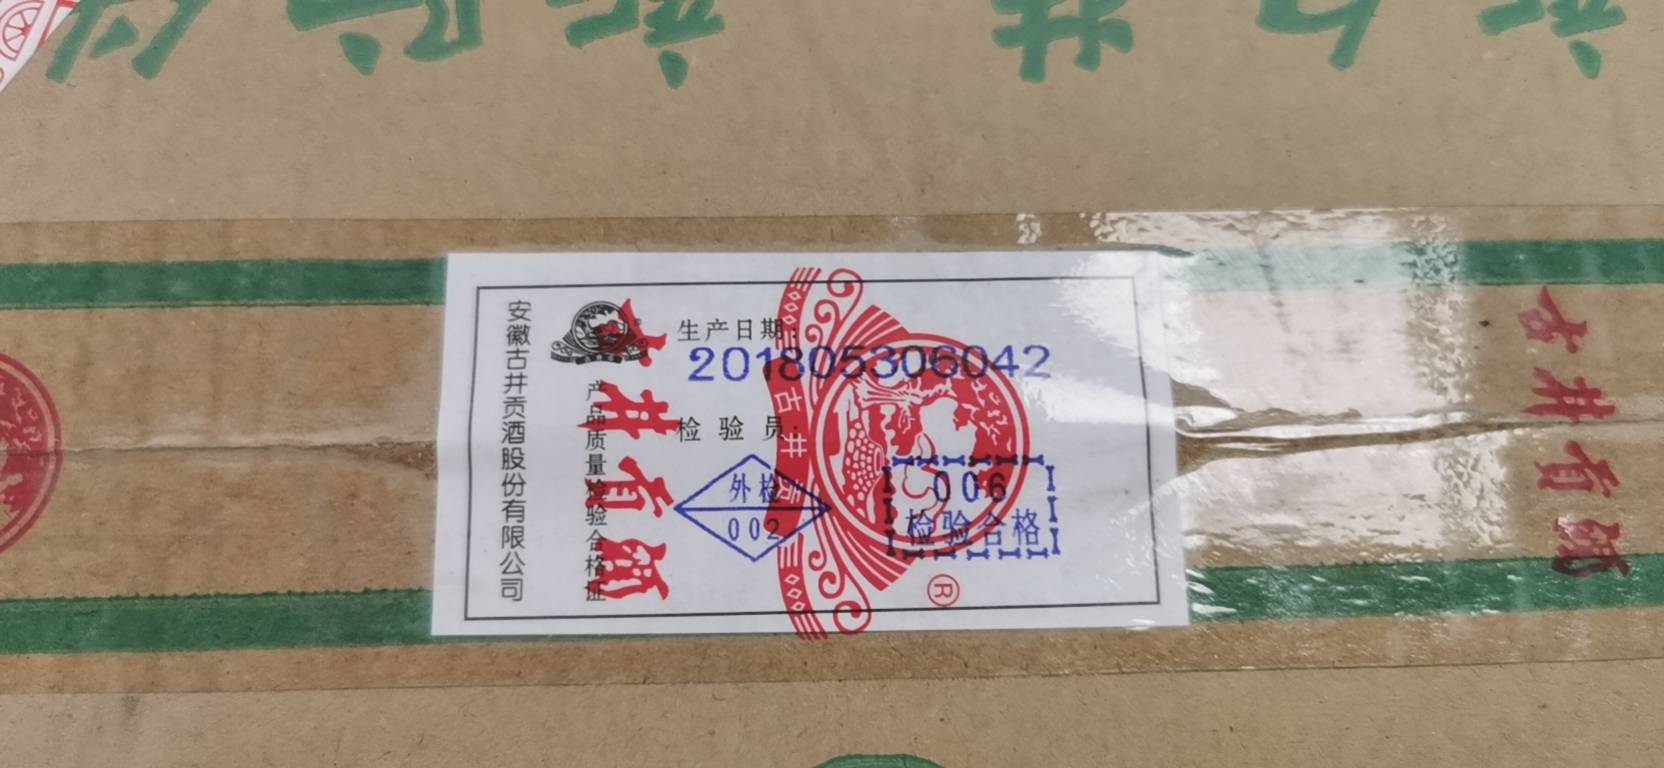 安徽古井贡酒股份有限公司
产品质量检验合格证
生产日期:
201805306042
检验员:
外检
002
006
检验合格
古井贡酒
古井贡
®
古井贡酒